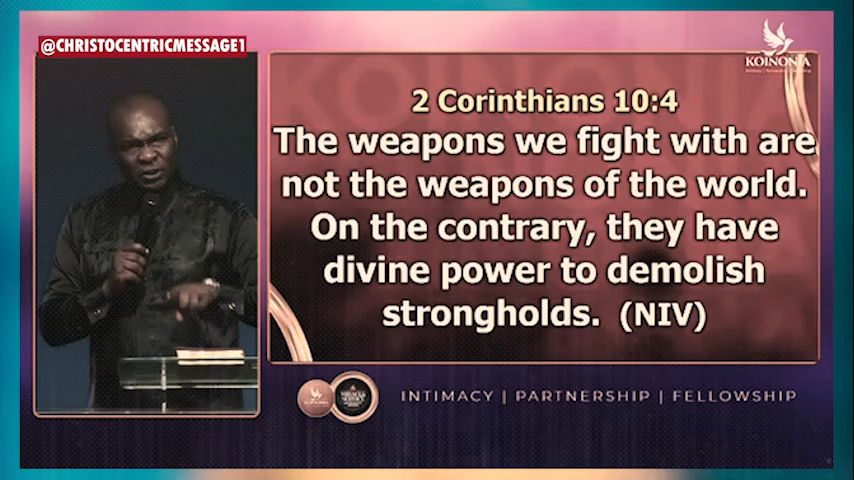 @CHRISTOCENTRICMESSAGE1
KOINONIA
2 Corinthians 10:4
The weapons we fight with are
not the weapons of the world.
On the contrary, they have
divine power to demolish
strongholds. (NIV)
INTIMACY | PARTNERSHIP | FELLOWSHIP